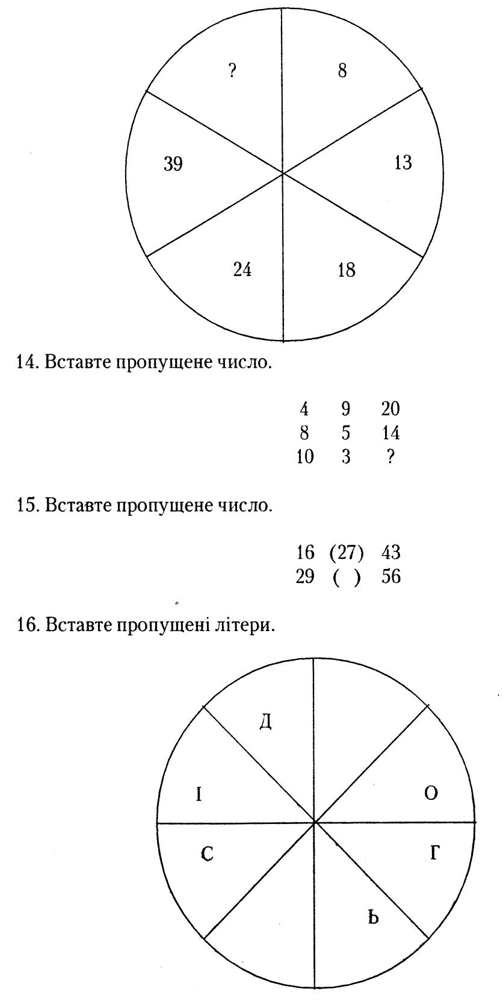 ? 8
39 13
24 18
14. Вставте пропущене число.
4 9 20
8 5 14
10 3 ?
15. Вставте пропущене число.
16 (27) 43
29 ( ) 56
16. Вставте пропущені літери.
Д
І О
С Г
Ь